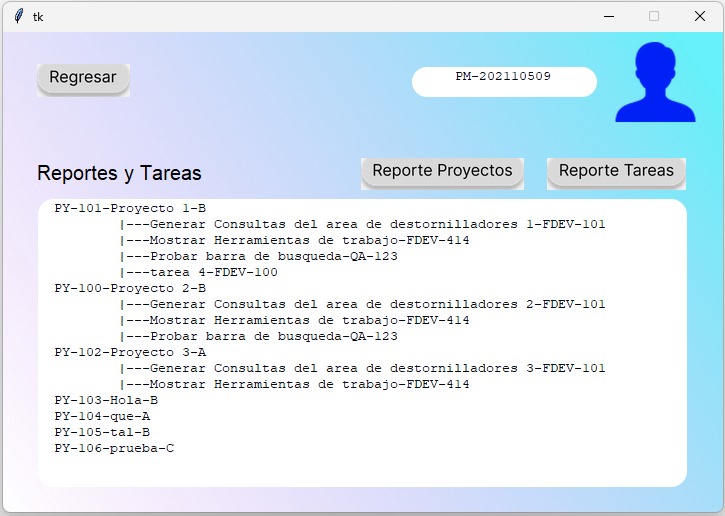 tk
Regresar
PM-202110509
Reportes y Tareas
Reporte Proyectos
Reporte Tareas
PY-101-Proyecto 1-B
|---Generar Consultas del area de destornilladores 1-FDEV-101
|---Mostrar Herramientas de trabajo-FDEV-414
|---Probar barra de busqueda-QA-123
|---tarea 4-FDEV-100
PY-100-Proyecto 2-B
|---Generar Consultas del area de destornilladores 2-FDEV-101
|---Mostrar Herramientas de trabajo-FDEV-414
|---Probar barra de busqueda-QA-123
PY-102-Proyecto 3-A
|---Generar Consultas del area de destornilladores 3-FDEV-101
|---Mostrar Herramientas de trabajo-FDEV-414
PY-103-Hola-B
PY-104-que-A
PY-105-tal-B
PY-106-prueba-C